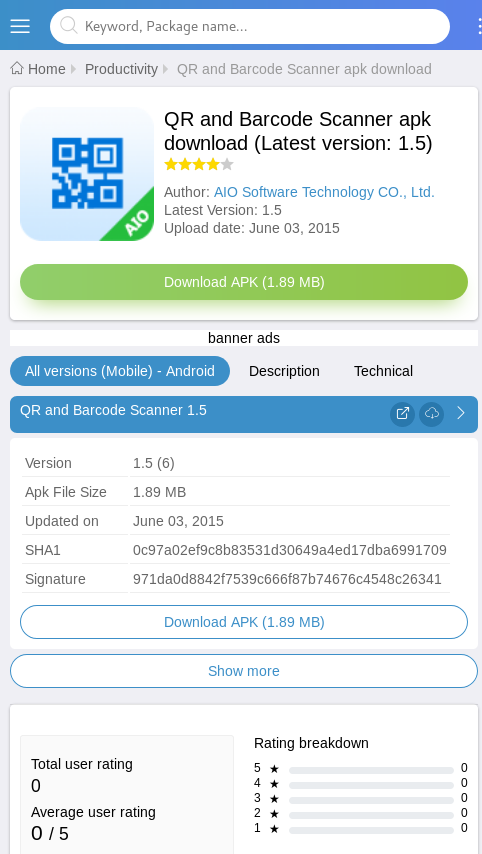 Keyword, Package name...
Home Productivity QR and Barcode Scanner apk download
AIO
QR and Barcode Scanner apk
download (Latest version: 1.5)
Author: AIO Software Technology CO., Ltd.
Latest Version: 1.5
Upload date: June 03, 2015
Download APK (1.89 MB)
banner ads
All versions (Mobile) - Android Description Technical
QR and Barcode Scanner 1.5
Version 1.5 (6)
Apk File Size 1.89 MB
Updated on June 03, 2015
SHA1 0c97a02ef9c8b83531d30649a4ed17dba6991709
Signature 971da0d8842f7539c666f87b74676c4548c26341
Download APK (1.89 MB)
Show more
Total user rating
0
Average user rating
0 / 5
Rating breakdown
5 ★ 0
4 ★ 0
3 ★ 0
2 ★ 0
1 ★ 0